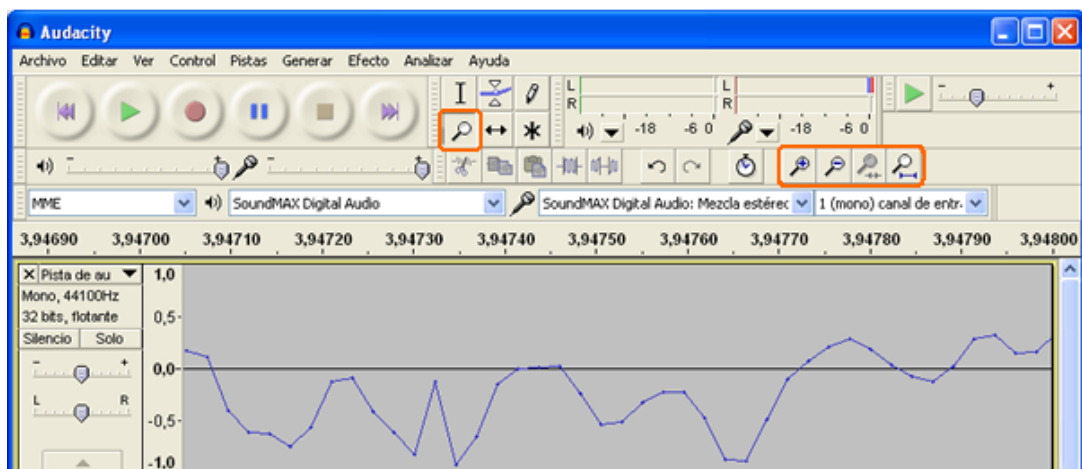 Audacity
Archivo Editar Ver Control Pistas Generar Efecto Analizar Ayuda
L L
R R
-18 -6 0 -18 -6 0
MME SoundMAX Digital Audio SoundMAX Digital Audio: Mezcla estérec 1 (mono) canal de entr.
3,94690 3,94700 3,94710 3,94720 3,94730 3,94740 3,94750 3,94760 3,94770 3,94780 3,94790 3,94800
X Pista de au 1,0
Mono, 44100Hz
32 bits, flotante 0,5
Silencio Solo
- + 0,0
L R
-0,5
-1,0